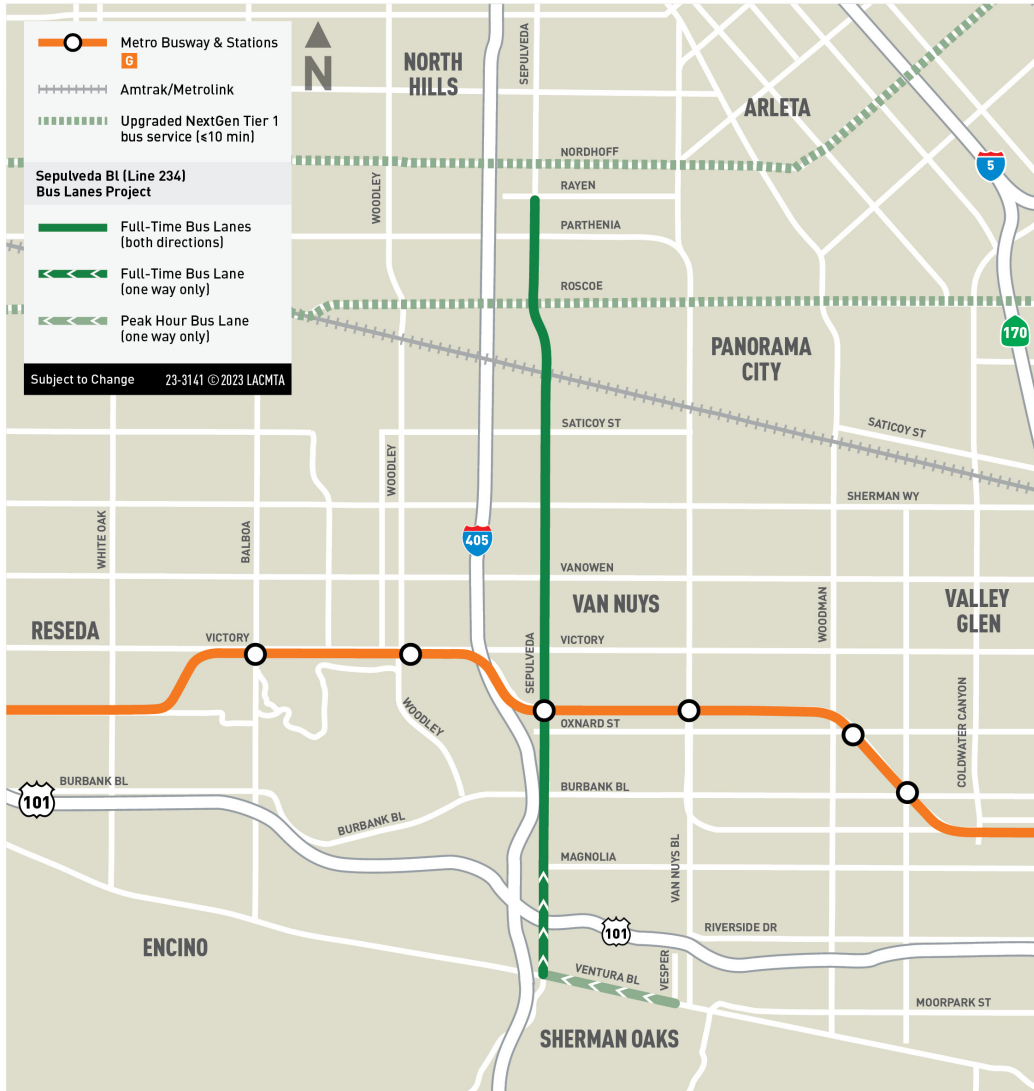 Metro Busway & Stations
G
Amtrak/Metrolink
Upgraded NextGen Tier 1
bus service (≤10 min)
Sepulveda Bl (Line 234)
Bus Lanes Project
Full-Time Bus Lanes
(both directions)
Full-Time Bus Lane
(one way only)
Peak Hour Bus Lane
(one way only)
Subject to Change 23-3141 ©2023 LACMTA
N
NORTH
HILLS
SEPULVEDA
ARLETA
NORDHOFF
5
RAYEN
WOODLEY
PARTHENIA
ROSCOE
170
PANORAMA
CITY
SATICOY ST
SATICOY ST
WOODLEY
SHERMAN WY
WHITE OAK
BALBOA
405
VANOWEN
VAN NUYS
WOODMAN
VALLEY
GLEN
RESEDA
VICTORY
VICTORY
SEPULVEDA
WOODLEY
OXNARD ST
COLDWATER CANYON
BURBANK BL
101
BURBANK BL
BURBANK BL
MAGNOLIA
VAN NUYS BL
101
RIVERSIDE DR
ENCINO
VENTURA BL
VESPER
MOORPARK ST
SHERMAN OAKS